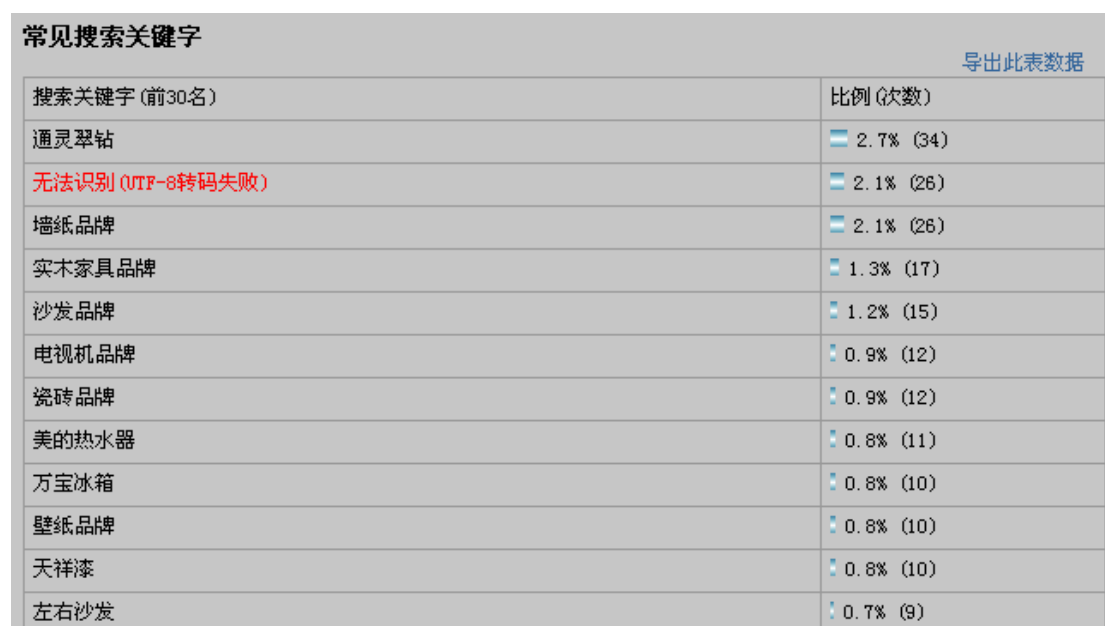 常见搜索关键字
导出此表数据
搜索关键字(前30名) 比例(次数)
通灵翠钻 2.7% (34)
无法识别(UTF-8转码失败) 2.1% (26)
墙纸品牌 2.1% (26)
实木家具品牌 1.3% (17)
沙发品牌 1.2% (15)
电视机品牌 0.9% (12)
瓷砖品牌 0.9% (12)
美的热水器 0.8% (11)
万宝冰箱 0.8% (10)
壁纸品牌 0.8% (10)
天祥漆 0.8% (10)
左右沙发 0.7% (9)